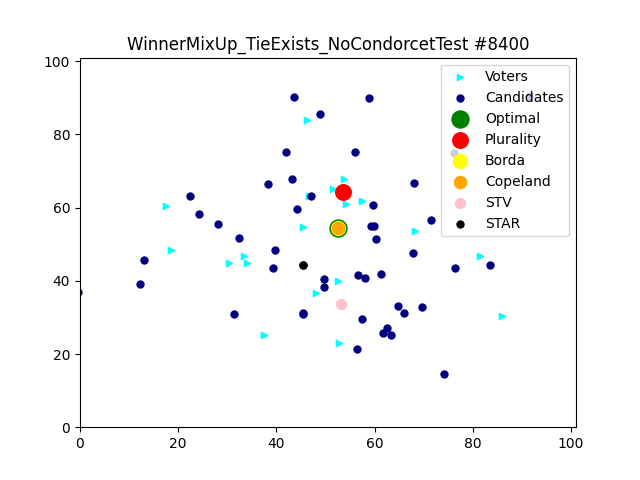 WinnerMixUp_TieExists_NoCondorcetTest #8400
100
80
60
40
20
0
0 20 40 60 80 100
Voters
Candidates
Optimal
Plurality
Borda
Copeland
STV
STAR